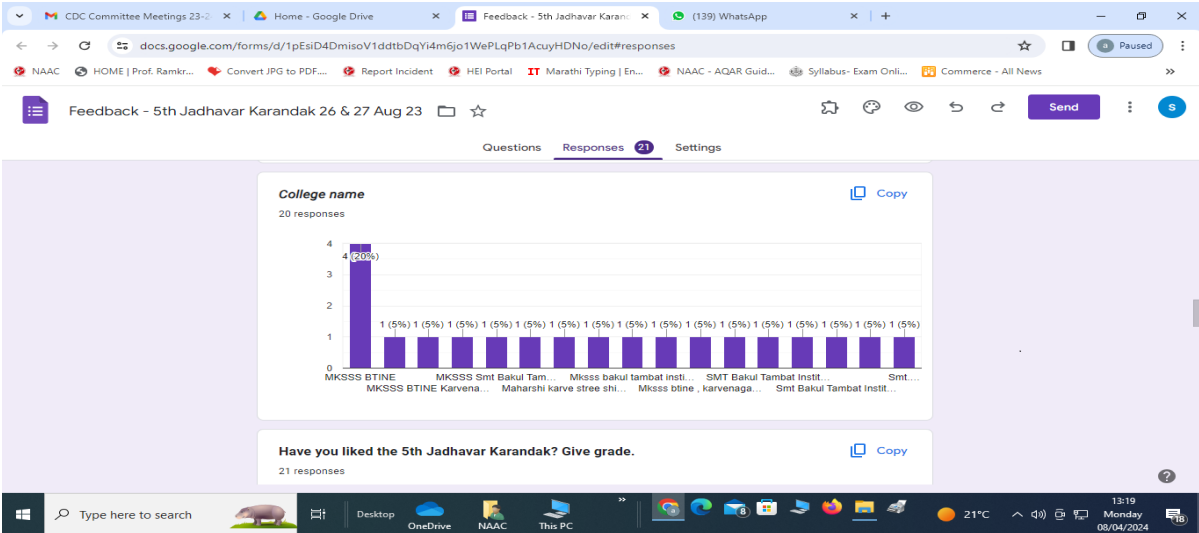 CDC Committee Meetings 23-2
Home - Google Drive
Feedback - 5th Jadhavar Karand
(139) WhatsApp
docs.google.com/forms/d/1pEsiD4DmisoV1ddtbDqYi4m6jo1WePLqPb1AcuyHDNo/edit#responses
a Paused
NAAC HOME | Prof. Ramkr... Convert JPG to PDF.... Report Incident HEI Portal IT Marathi Typing | En... NAAC - AQAR Guid... Syllabus- Exam Onli... Commerce - All News »
Feedback - 5th Jadhavar Karandak 26 & 27 Aug 23
Send
S
Questions Responses 21 Settings
College name
Copy
20 responses
4
4 (20%)
3
2
1 (5%) 1 (5%) 1 (5%) 1 (5%) 1 (5%) 1 (5%) 1 (5%) 1 (5%) 1 (5%) 1 (5%) 1 (5%) 1 (5%) 1 (5%) 1 (5%) 1 (5%) 1 (5%)
1
0
MKSSS BTINE MKSSS Smt Bakul Tam... Mksss bakul tambat insti... SMT Bakul Tambat Instit... Smt....
MKSSS BTINE Karvena... Maharshi karve stree shi... Mksss btine , karvenaga... Smt Bakul Tambat Instit...
Have you liked the 5th Jadhavar Karandak? Give grade.
Copy
21 responses
Type here to search
Desktop »
OneDrive
NAAC
This PC
8
21°C
13:19
Monday
08/04/2024
18